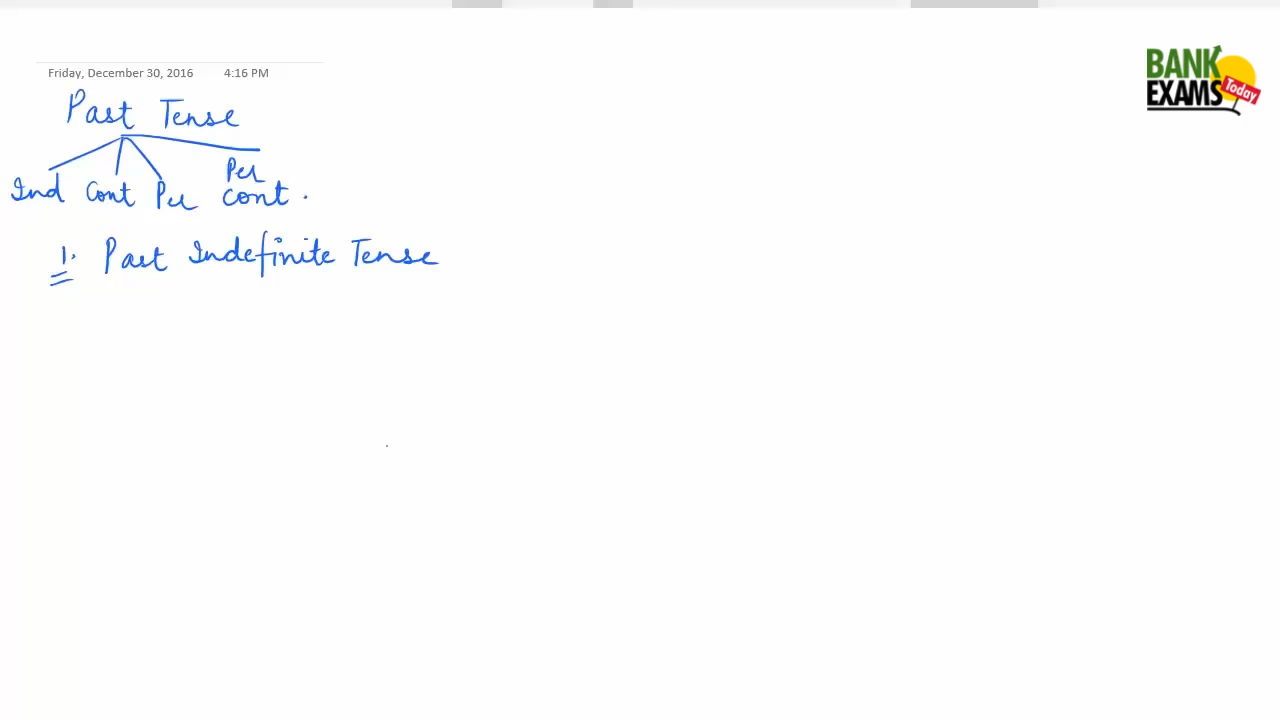 Friday, December 30, 2016 4:16 PM
BANK
EXAMS Today
Past Tense
Per
Ind Cont Per cont.
1. Past Indefinite Tense